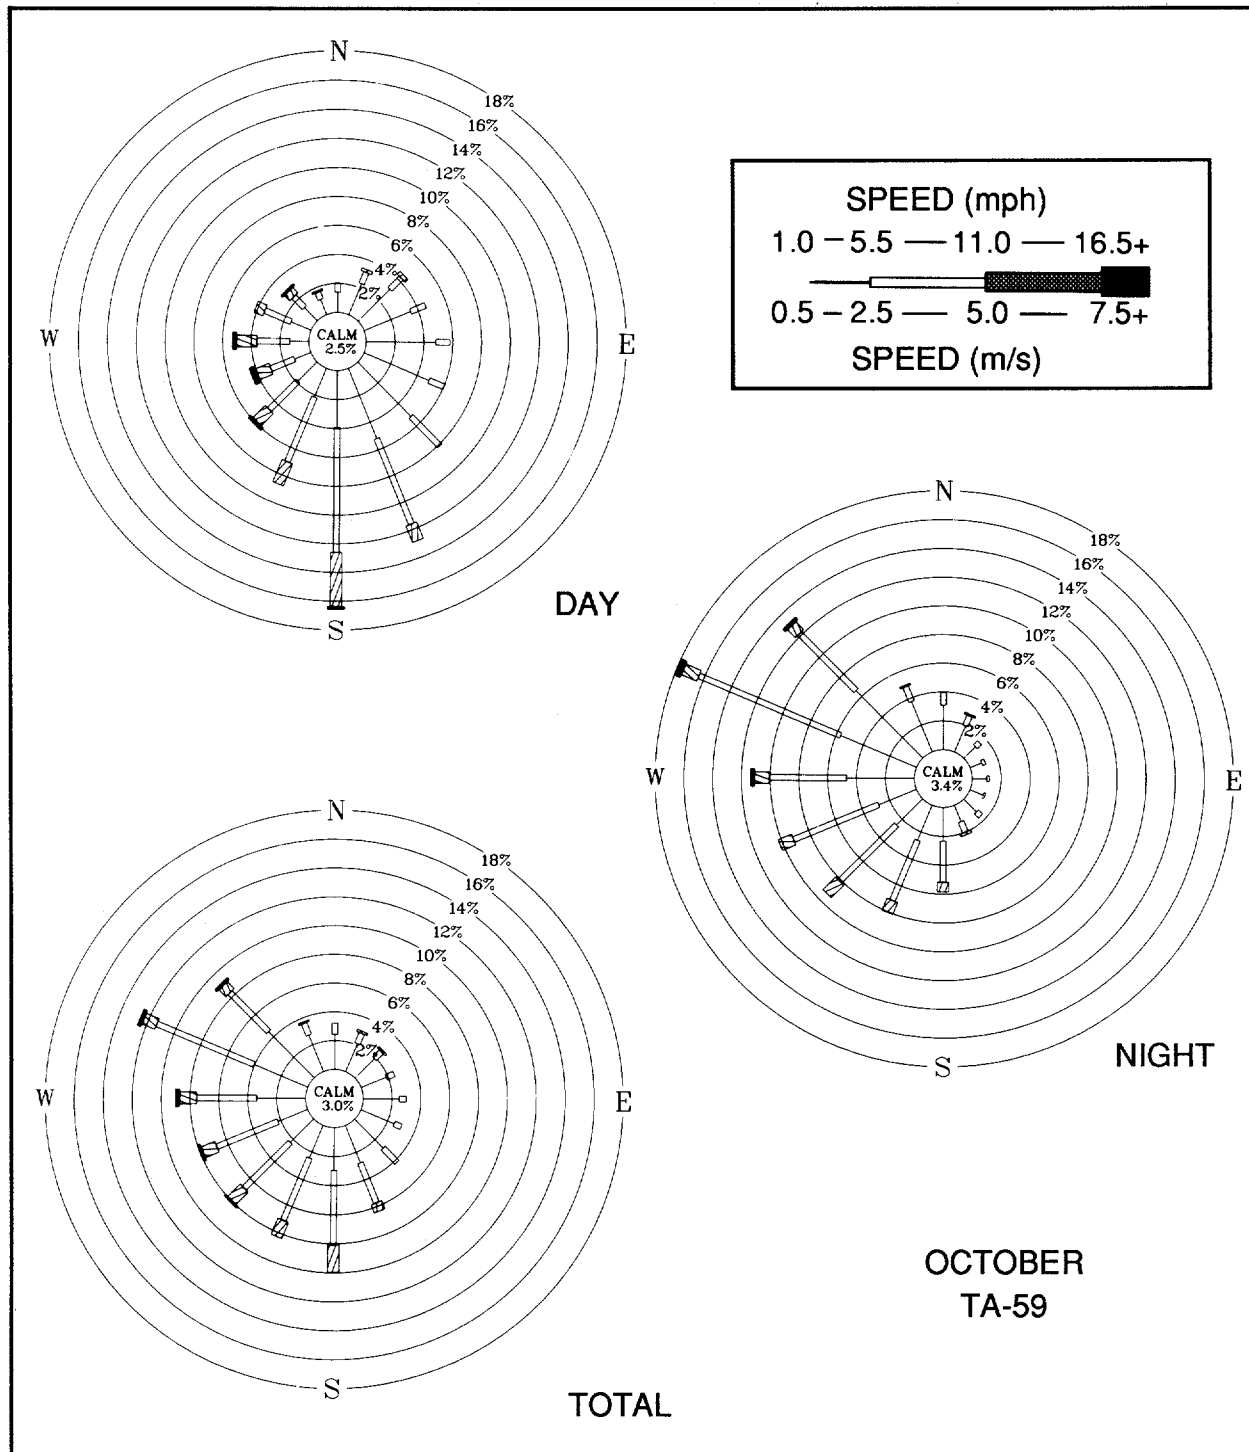 N
18%
16%
14%
12%
10%
8%
6%
4%
2%
CALM
2.5%
W
E
S
DAY
SPEED (mph)
1.0 – 5.5 — 11.0 — 16.5+
0.5 – 2.5 — 5.0 — 7.5+
SPEED (m/s)
N
18%
16%
14%
12%
10%
8%
6%
4%
2%
CALM
3.4%
W
E
S
NIGHT
N
18%
16%
14%
12%
10%
8%
6%
4%
2%
CALM
3.0%
W
E
S
TOTAL
OCTOBER
TA-59